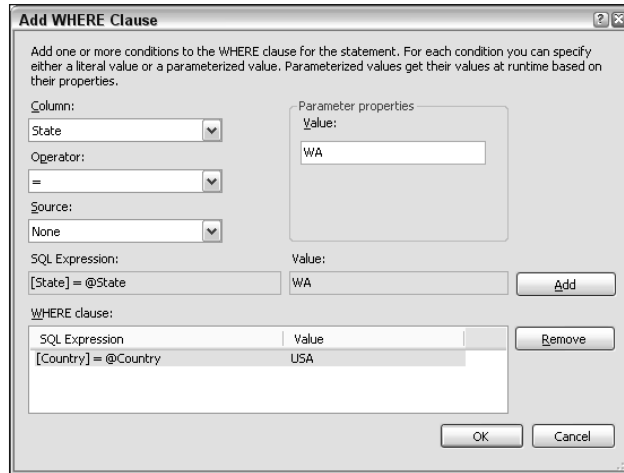 Add WHERE Clause
Add one or more conditions to the WHERE clause for the statement. For each condition you can specify
either a literal value or a parameterized value. Parameterized values get their values at runtime based on
their properties.
Column:
State
Operator:
=
Source:
None
Parameter properties
Value:
WA
SQL Expression:
[State] = @State
Value:
WA
Add
WHERE clause:
SQL Expression Value
[Country] = @Country USA
Remove
OK Cancel